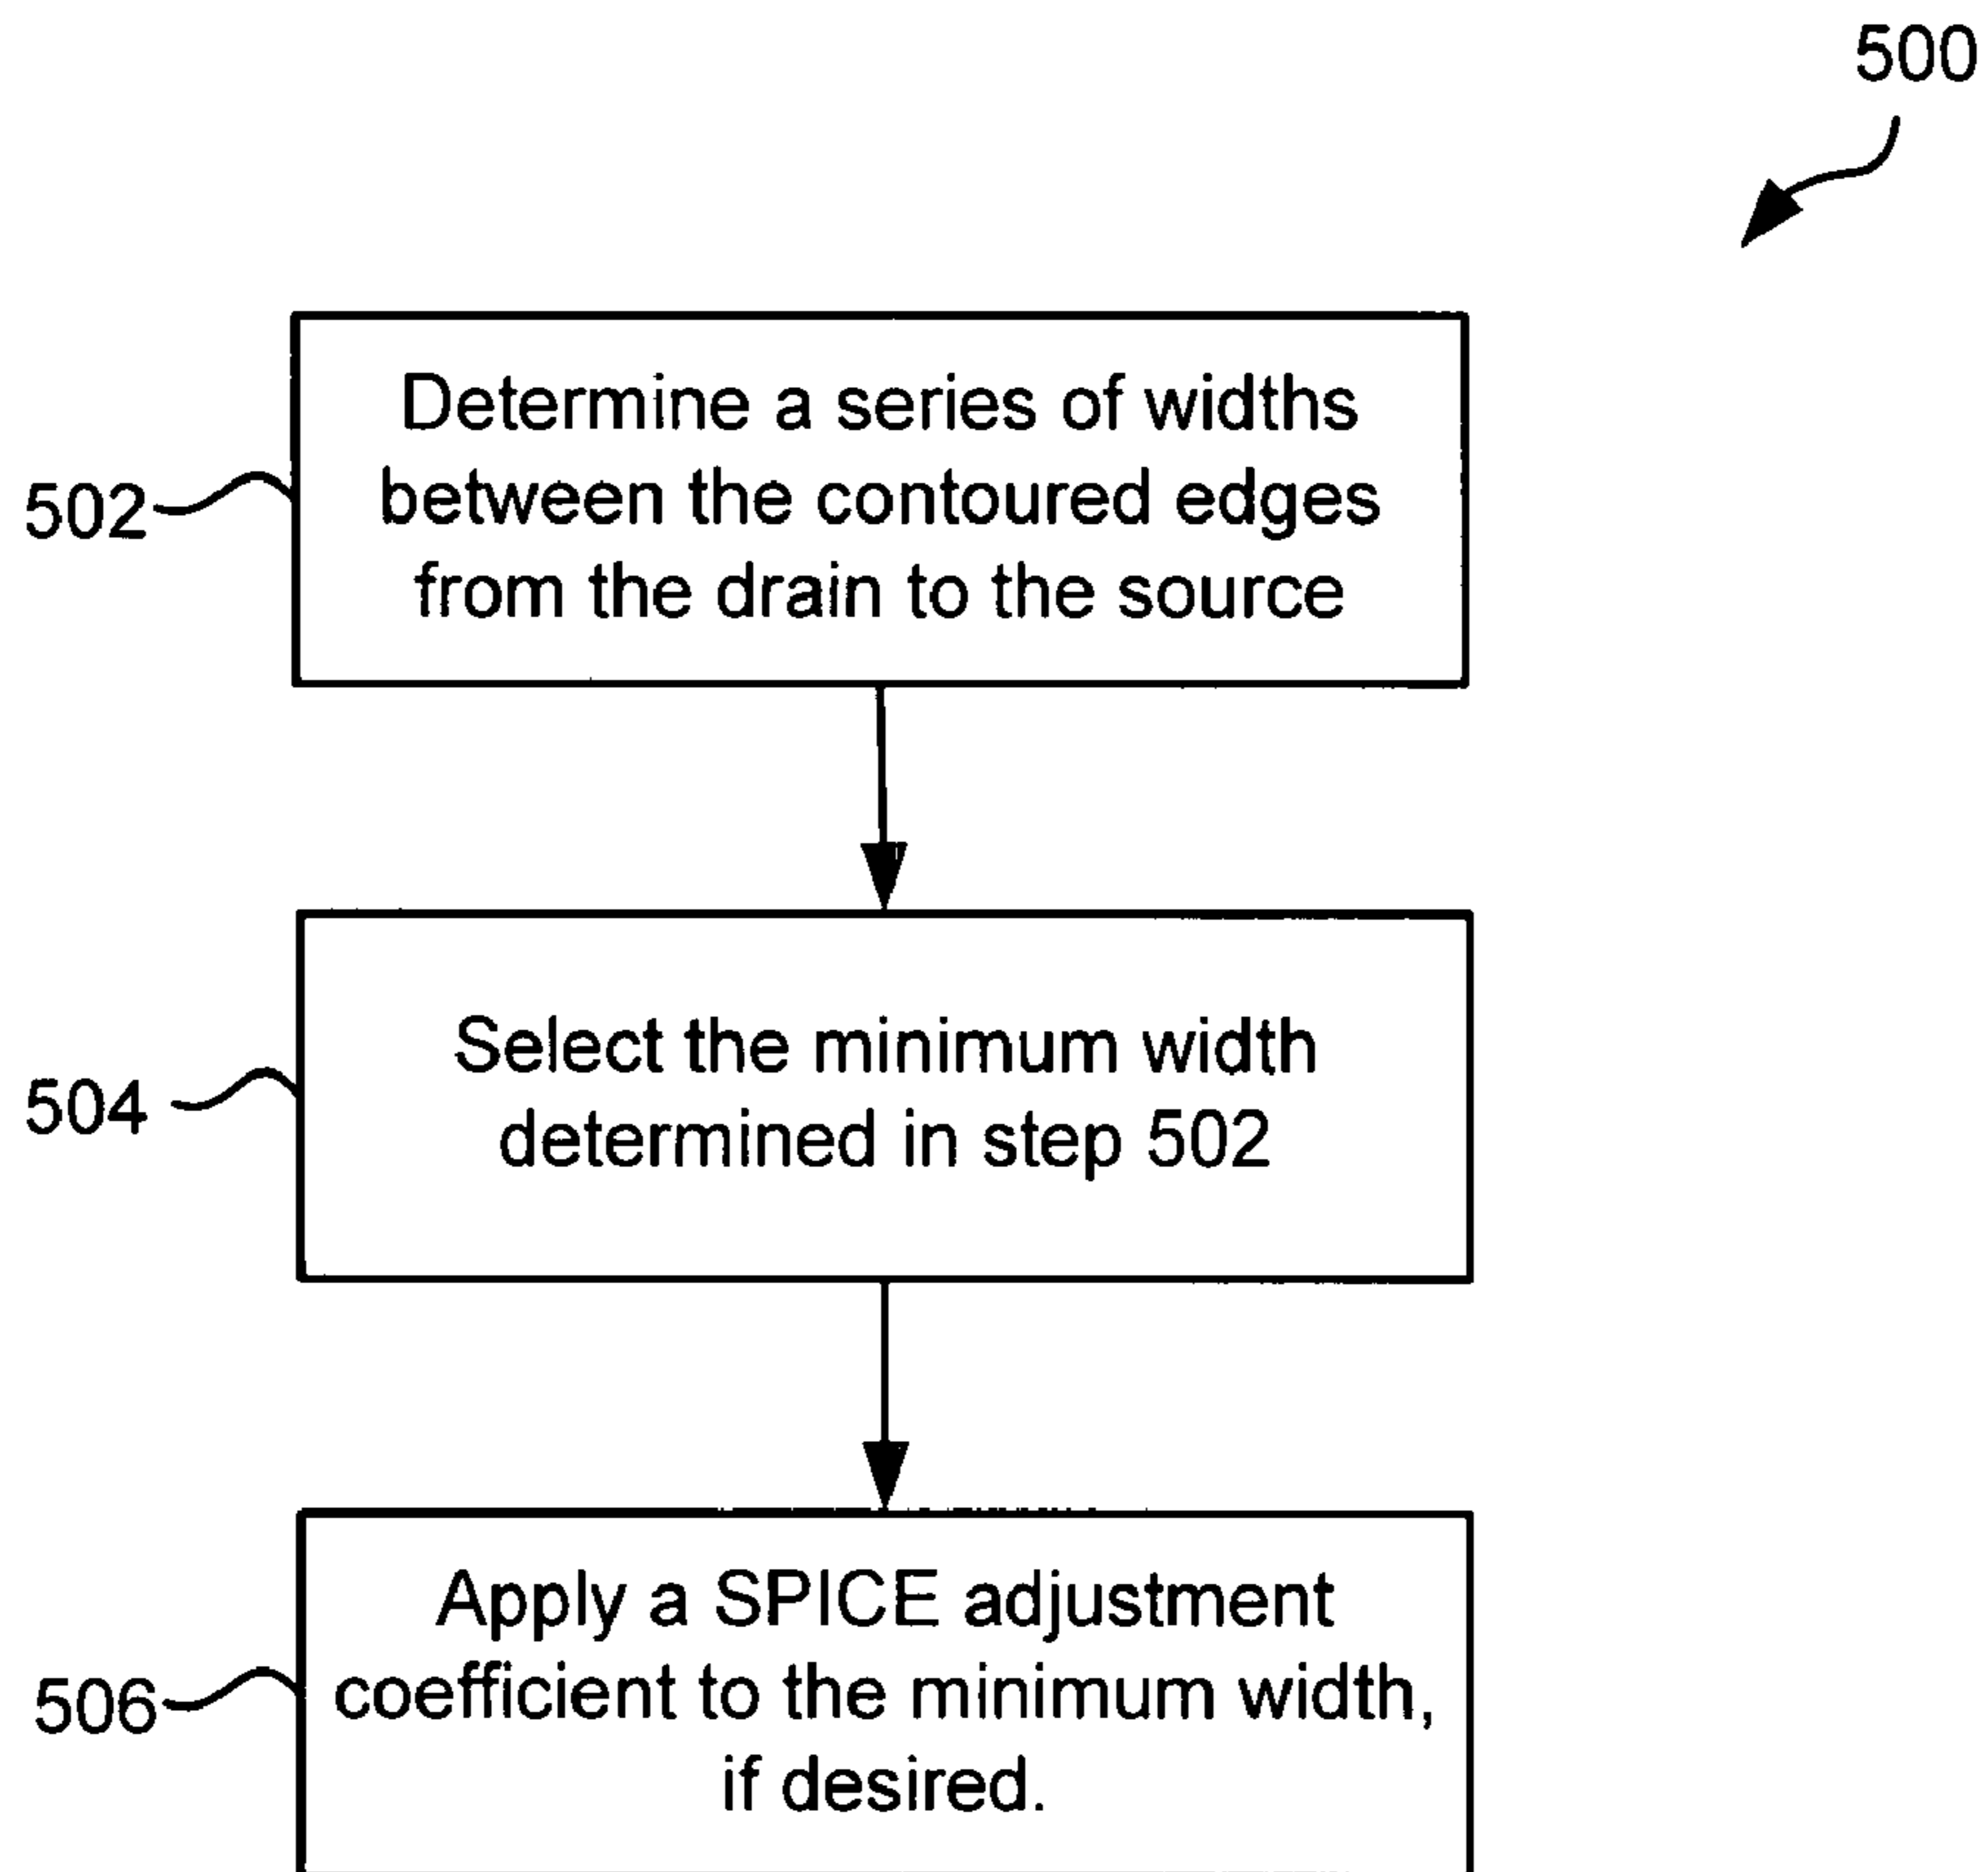 500
Determine a series of widths
between the contoured edges
from the drain to the source
502
Select the minimum width
determined in step 502
504
Apply a SPICE adjustment
coefficient to the minimum width,
if desired.
506